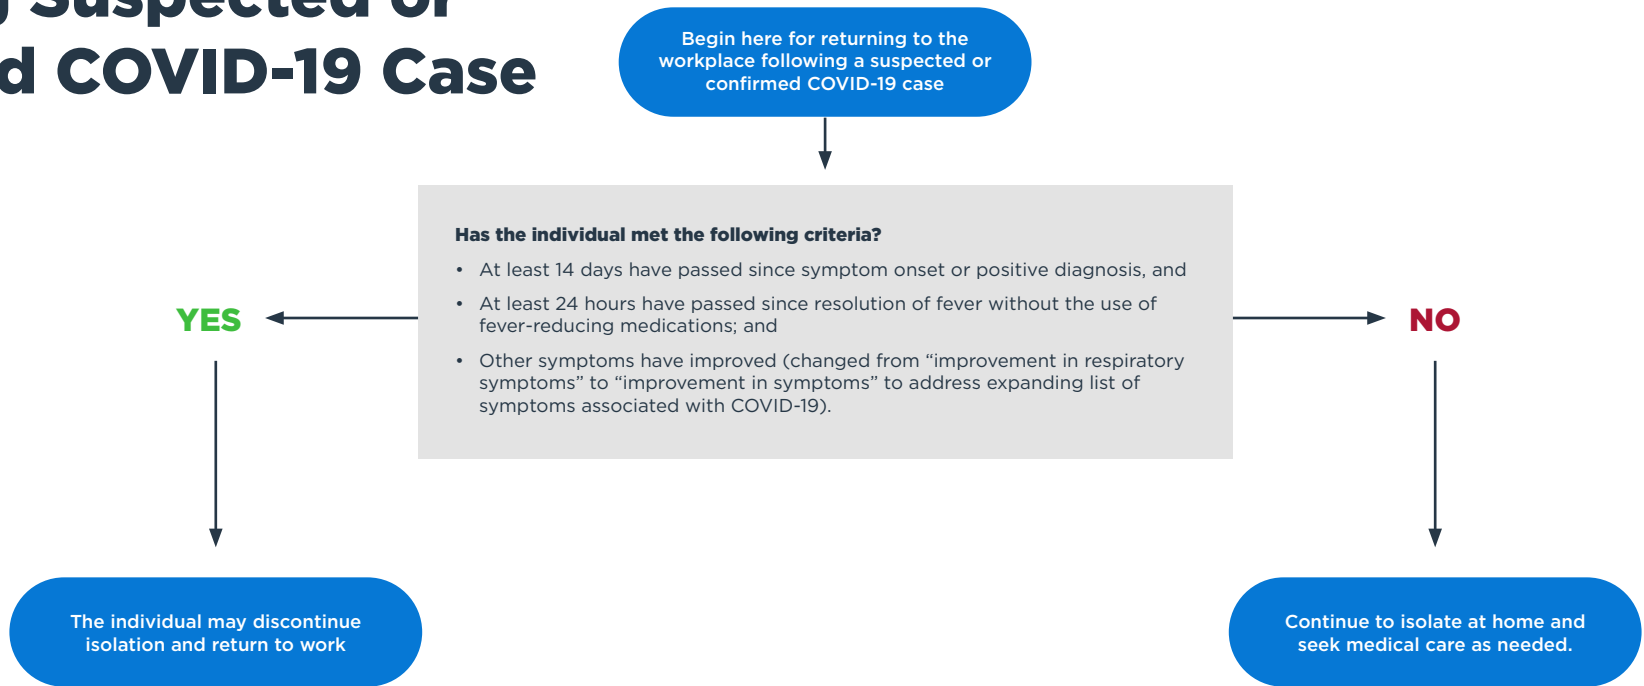 Suspected or
COVID-19 Case
Begin here for returning to the
workplace following a suspected or
confirmed COVID-19 case
Has the individual met the following criteria?
• At least 14 days have passed since symptom onset or positive diagnosis, and
• At least 24 hours have passed since resolution of fever without the use of
fever-reducing medications; and
• Other symptoms have improved (changed from “improvement in respiratory
symptoms” to “improvement in symptoms” to address expanding list of
symptoms associated with COVID-19).
YES
NO
The individual may discontinue
isolation and return to work
Continue to isolate at home and
seek medical care as needed.